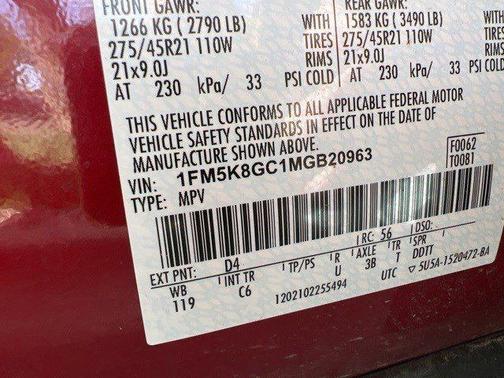 FRONT GAWR: REAR GAWR:
1266 KG ( 2790 LB) WITH 1583 KG ( 3490 LB) WITH
275/45R21 110W TIRES 275/45R21 110W TIRES
21x9.0J RIMS 21x9.0J RIMS
AT 230 kPa/ 33 PSI COLD AT 230 kPa/ 33 PSI COLD
THIS VEHICLE CONFORMS TO ALL APPLICABLE FEDERAL MOTOR
VEHICLE SAFETY STANDARDS IN EFFECT ON THE DATE OF
MANUFACTURE SHOWN ABOVE.
VIN: 1FM5K8GC1MGB20963 F0062
TYPE: MPV T0081
EXT PNT: D4 RC: 56 DSO:
WB INT TR TP/PS R AXLE TR SPR
119 C6 U 3B T DDTT
1202102255494 UTC ▽ 5U5A-1520472-BA